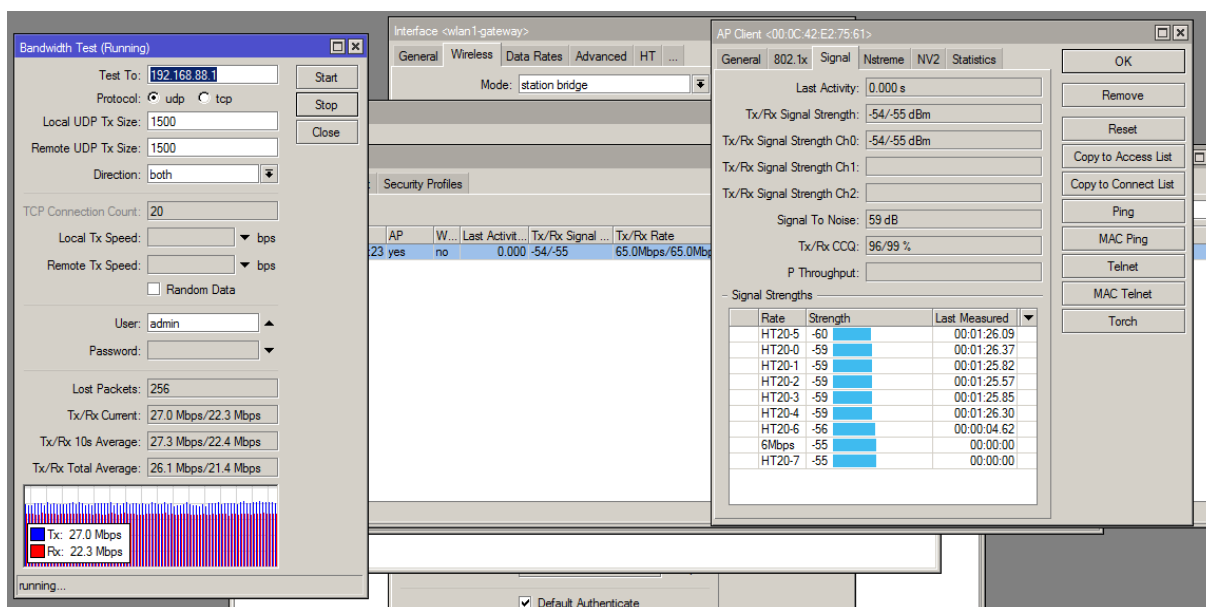 Bandwidth Test (Running)
Test To: 192.168.88.1
Protocol: udp tcp
Local UDP Tx Size: 1500
Remote UDP Tx Size: 1500
Direction: both
TCP Connection Count: 20
Local Tx Speed: bps
Remote Tx Speed: bps
Random Data
User: admin
Password:
Lost Packets: 256
Tx/Rx Current: 27.0 Mbps/22.3 Mbps
Tx/Rx 10s Average: 27.3 Mbps/22.4 Mbps
Tx/Rx Total Average: 26.1 Mbps/21.4 Mbps
Tx: 27.0 Mbps
Rx: 22.3 Mbps
running...
Start
Stop
Close
Interface <wlan1-gateway>
General Wireless Data Rates Advanced HT ...
Mode: station bridge
Security Profiles
AP W... Last Activit... Tx/Rx Signal ... Tx/Rx Rate
:23 yes no 0.000 -54/-55 65.0Mbps/65.0Mbp
Default Authenticate
AP Client <00:0C:42:E2:75:61>
General 802.1x Signal Nstreme NV2 Statistics
Last Activity: 0.000 s
Tx/Rx Signal Strength: -54/-55 dBm
Tx/Rx Signal Strength Ch0: -54/-55 dBm
Tx/Rx Signal Strength Ch1:
Tx/Rx Signal Strength Ch2:
Signal To Noise: 59 dB
Tx/Rx CCQ: 96/99 %
P Throughput:
Signal Strengths
Rate Strength Last Measured
HT20-5 -60 00:01:26.09
HT20-0 -59 00:01:26.37
HT20-1 -59 00:01:25.82
HT20-2 -59 00:01:25.57
HT20-3 -59 00:01:25.85
HT20-4 -59 00:01:26.30
HT20-6 -56 00:00:04.62
6Mbps -55 00:00:00
HT20-7 -55 00:00:00
OK
Remove
Reset
Copy to Access List
Copy to Connect List
Ping
MAC Ping
Telnet
MAC Telnet
Torch